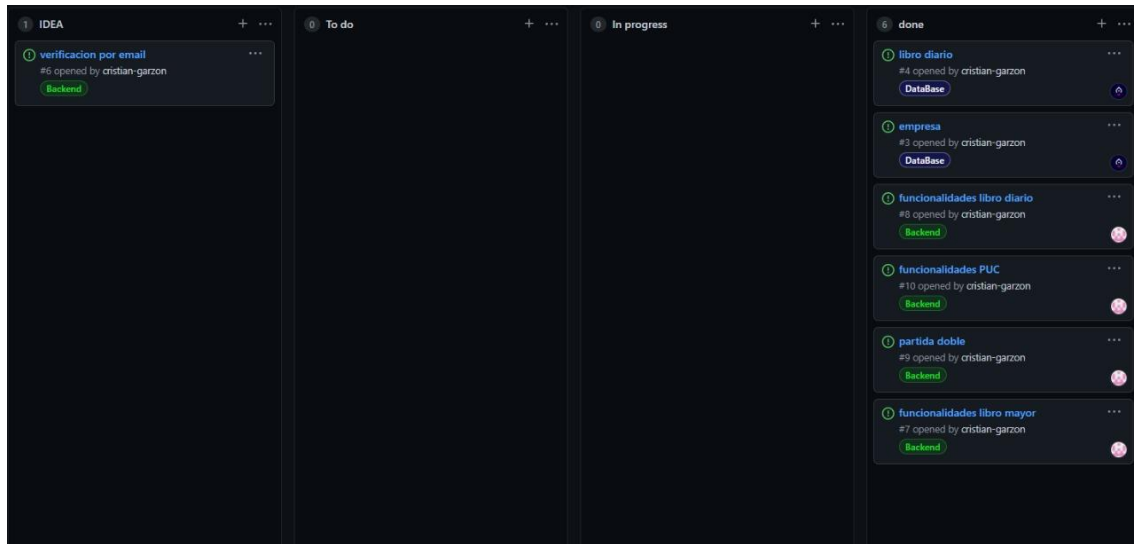 1 IDEA
verificacion por email
#6 opened by cristian-garzon
Backend
0 To do
0 In progress
6 done
libro diario
#4 opened by cristian-garzon
DataBase
empresa
#3 opened by cristian-garzon
DataBase
funcionalidades libro diario
#8 opened by cristian-garzon
Backend
funcionalidades PUC
#10 opened by cristian-garzon
Backend
partida doble
#9 opened by cristian-garzon
Backend
funcionalidades libro mayor
#7 opened by cristian-garzon
Backend